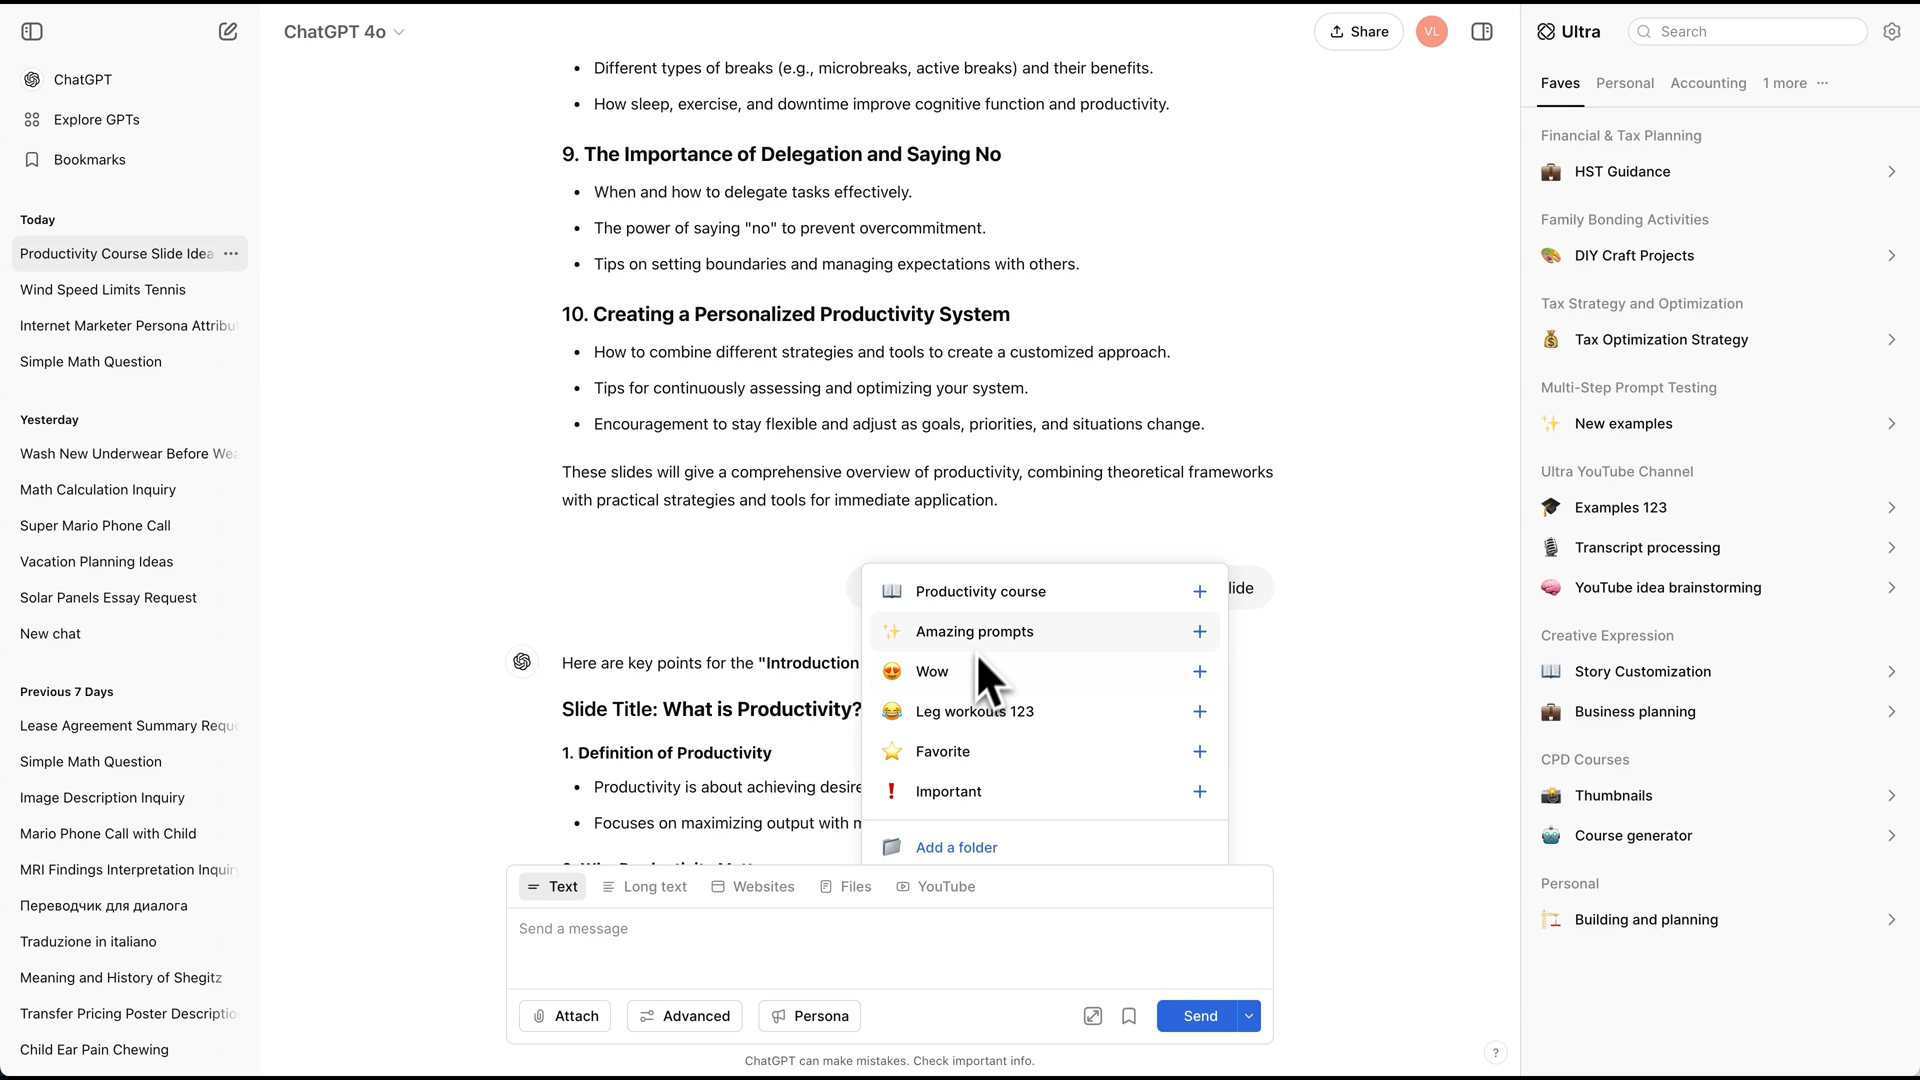 ChatGPT
Explore GPTs
Bookmarks
Today
Productivity Course Slide Idea
Wind Speed Limits Tennis
Internet Marketer Persona Attribut
Simple Math Question
Yesterday
Wash New Underwear Before Wea
Math Calculation Inquiry
Super Mario Phone Call
Vacation Planning Ideas
Solar Panels Essay Request
New chat
Previous 7 Days
Lease Agreement Summary Reque
Simple Math Question
Image Description Inquiry
Mario Phone Call with Child
MRI Findings Interpretation Inquiry
Переводчик для диалога
Traduzione in italiano
Meaning and History of Shegitz
Transfer Pricing Poster Description
Child Ear Pain Chewing
ChatGPT 4o
Share
VL
• Different types of breaks (e.g., microbreaks, active breaks) and their benefits.
• How sleep, exercise, and downtime improve cognitive function and productivity.
9. The Importance of Delegation and Saying No
• When and how to delegate tasks effectively.
• The power of saying "no" to prevent overcommitment.
• Tips on setting boundaries and managing expectations with others.
10. Creating a Personalized Productivity System
• How to combine different strategies and tools to create a customized approach.
• Tips for continuously assessing and optimizing your system.
• Encouragement to stay flexible and adjust as goals, priorities, and situations change.
These slides will give a comprehensive overview of productivity, combining theoretical frameworks
with practical strategies and tools for immediate application.
lide
Here are key points for the "Introduction
Slide Title: What is Productivity?
1. Definition of Productivity
• Productivity is about achieving desire
• Focuses on maximizing output with m
Productivity course
Amazing prompts
Wow
Leg workouts 123
Favorite
Important
Add a folder
Text
Long text
Websites
Files
YouTube
Send a message
Attach
Advanced
Persona
Send
ChatGPT can make mistakes. Check important info.
?
Ultra
Search
Faves
Personal
Accounting
1 more
Financial & Tax Planning
HST Guidance
Family Bonding Activities
DIY Craft Projects
Tax Strategy and Optimization
Tax Optimization Strategy
Multi-Step Prompt Testing
New examples
Ultra YouTube Channel
Examples 123
Transcript processing
YouTube idea brainstorming
Creative Expression
Story Customization
Business planning
CPD Courses
Thumbnails
Course generator
Personal
Building and planning